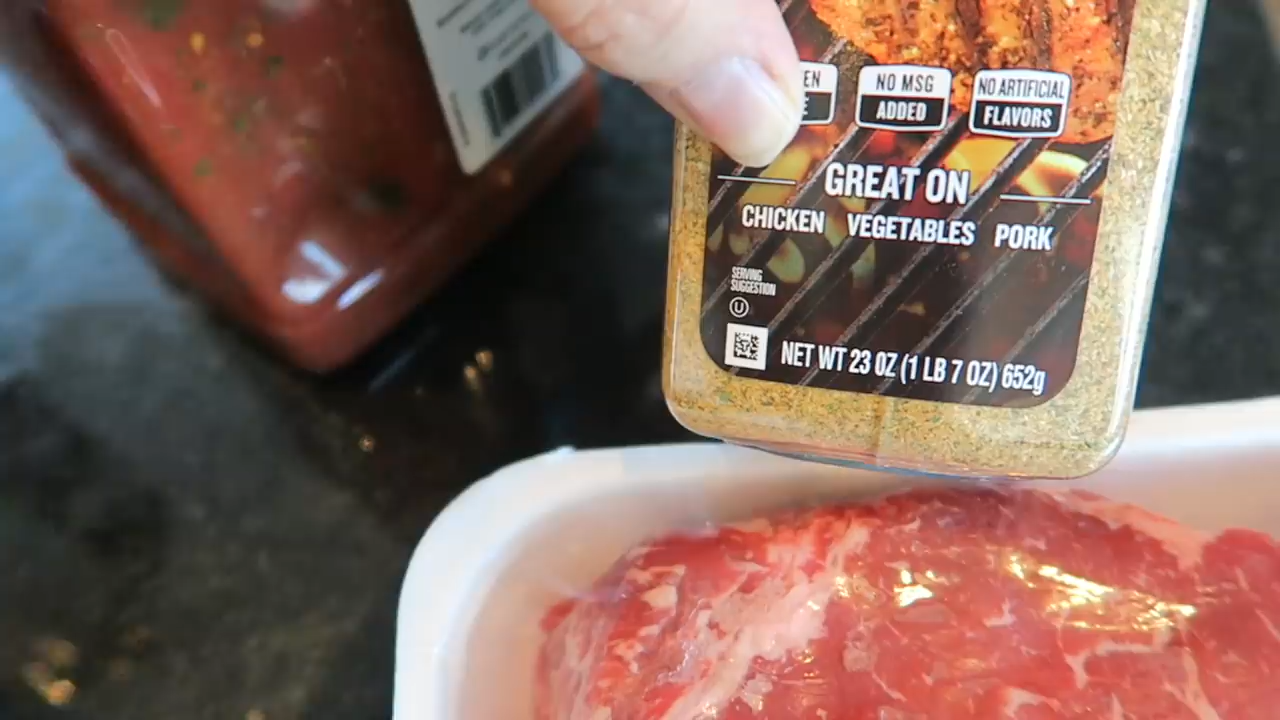 EN
E
NO MSG
ADDED
NO ARTIFICIAL
FLAVORS
GREAT ON
CHICKEN VEGETABLES PORK
SERVING
SUGGESTION
U
NET WT 23 OZ (1 LB 7 OZ) 652g